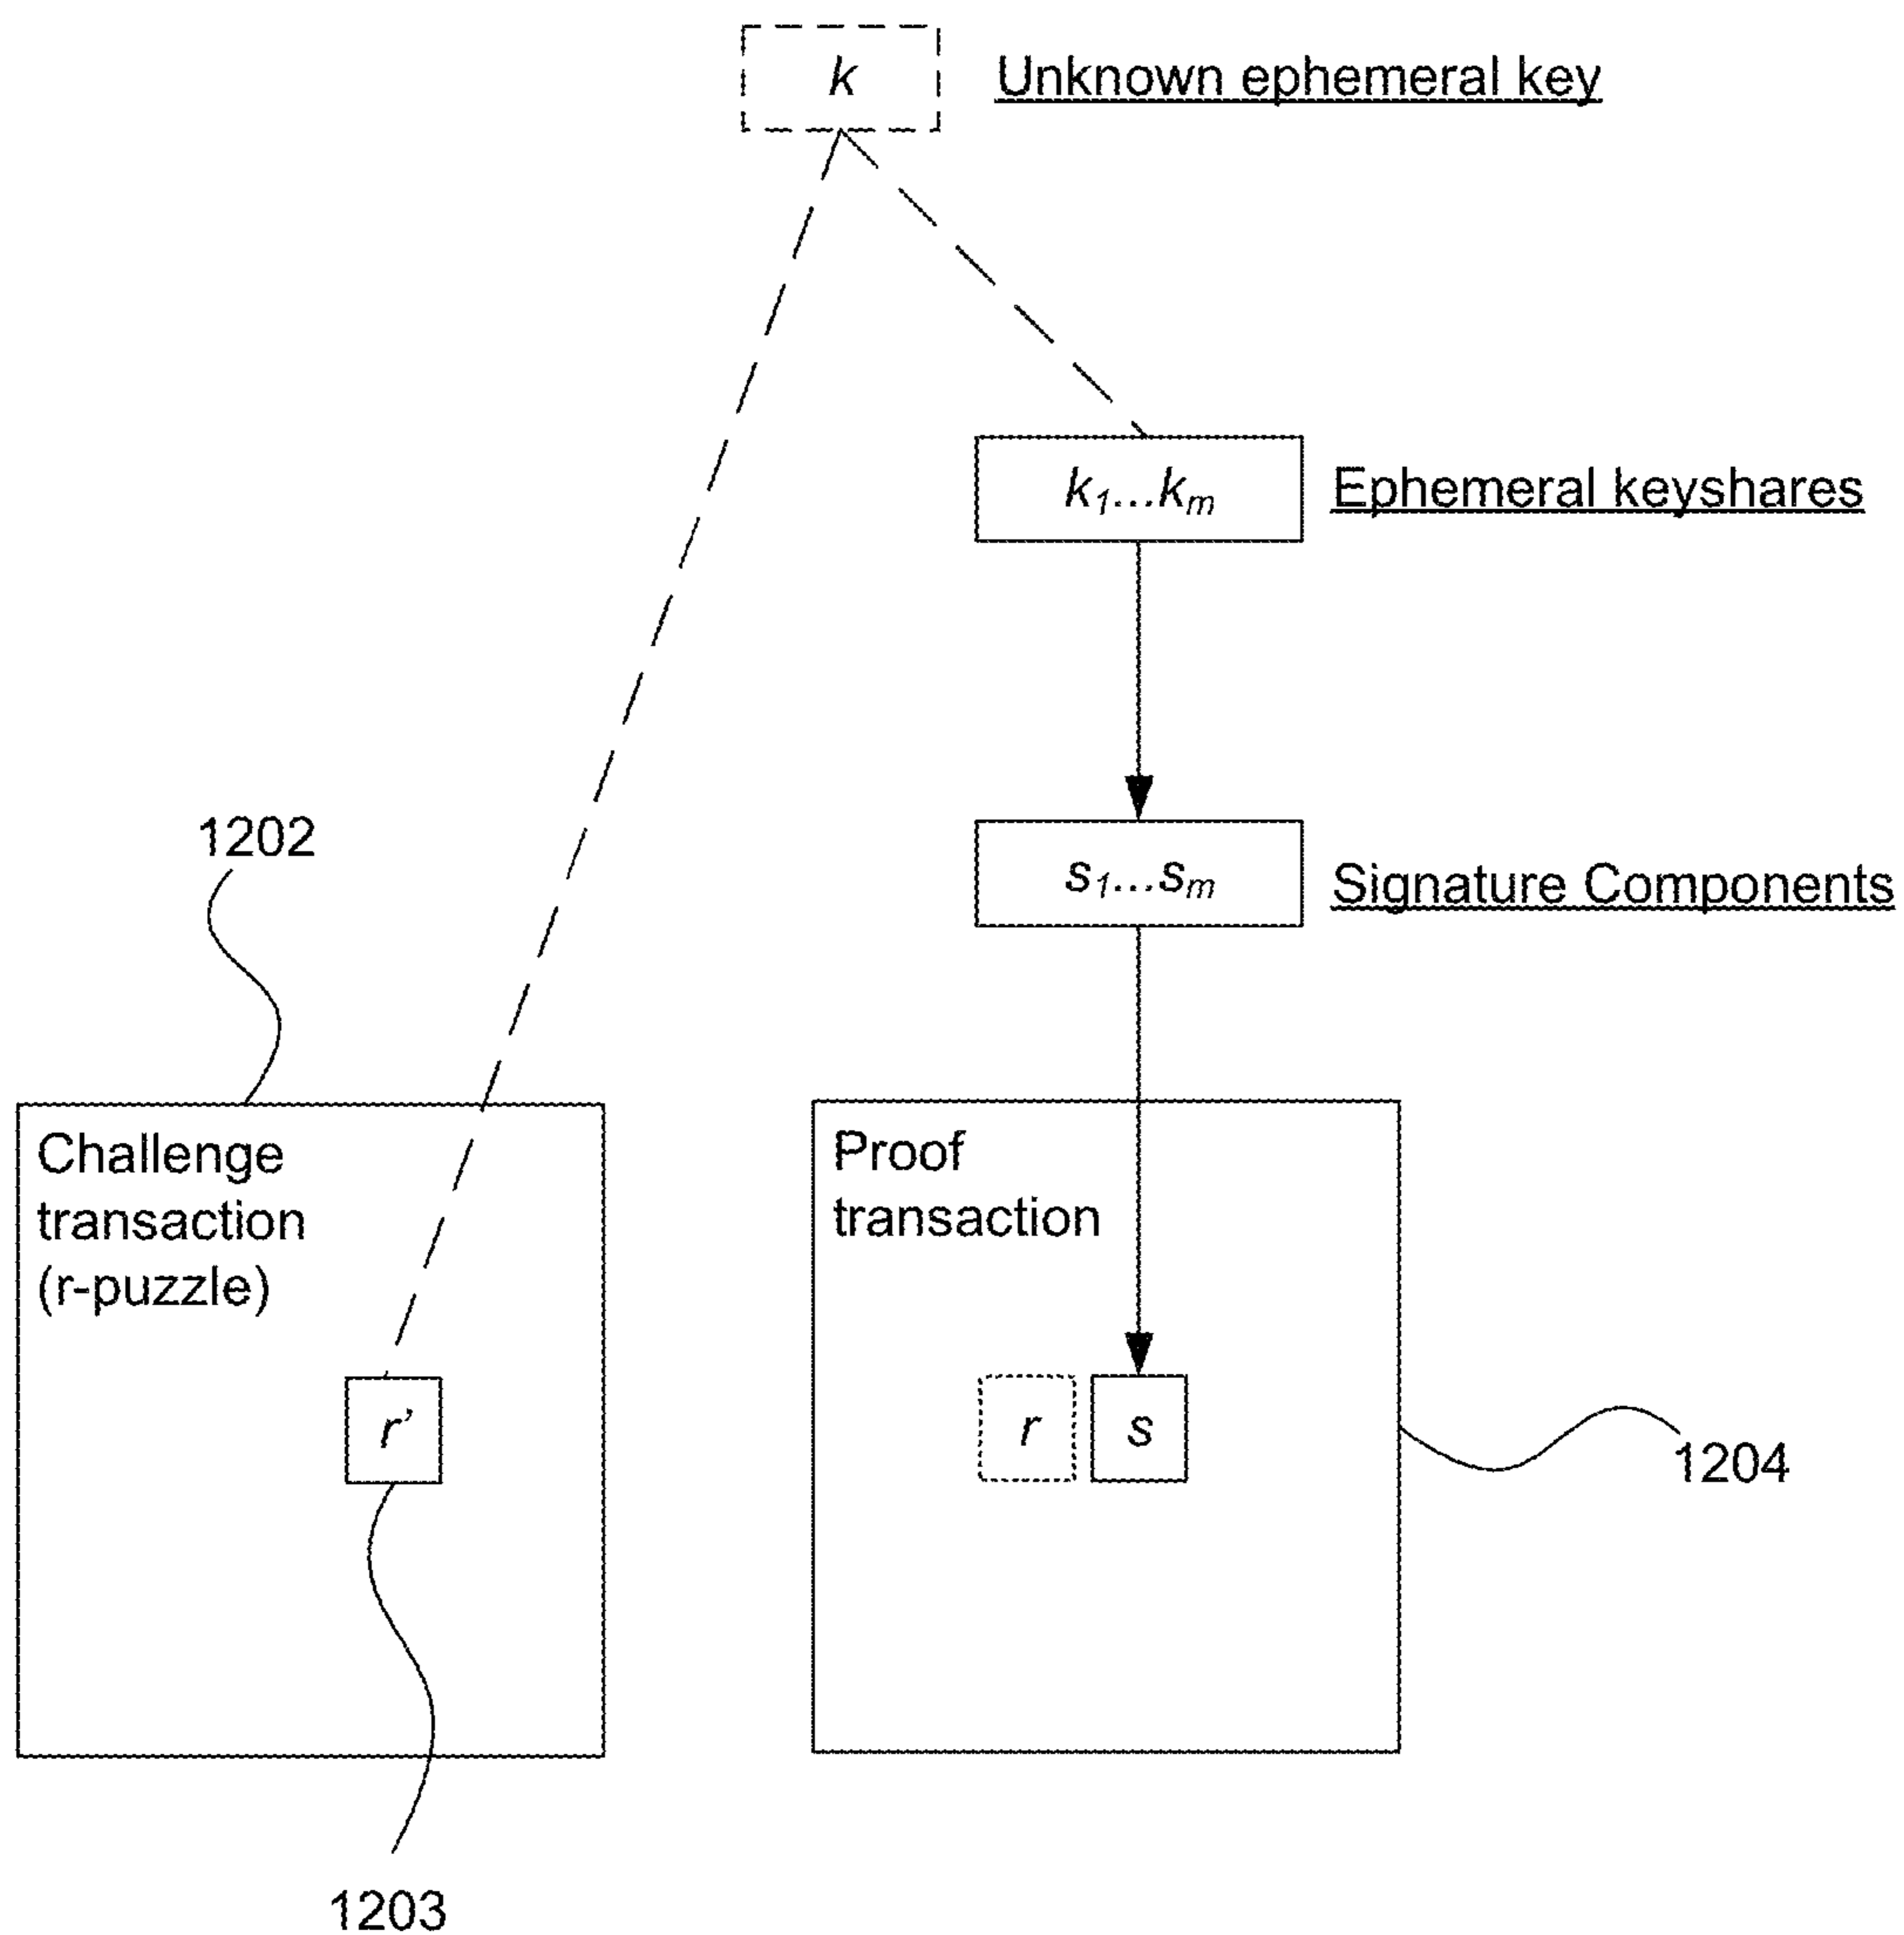 k
Unknown ephemeral key
k1...km
Ephemeral keyshares
1202
s1...sm
Signature Components
Challenge
transaction
(r-puzzle)
Proof
transaction
r’
r
s
1204
1203